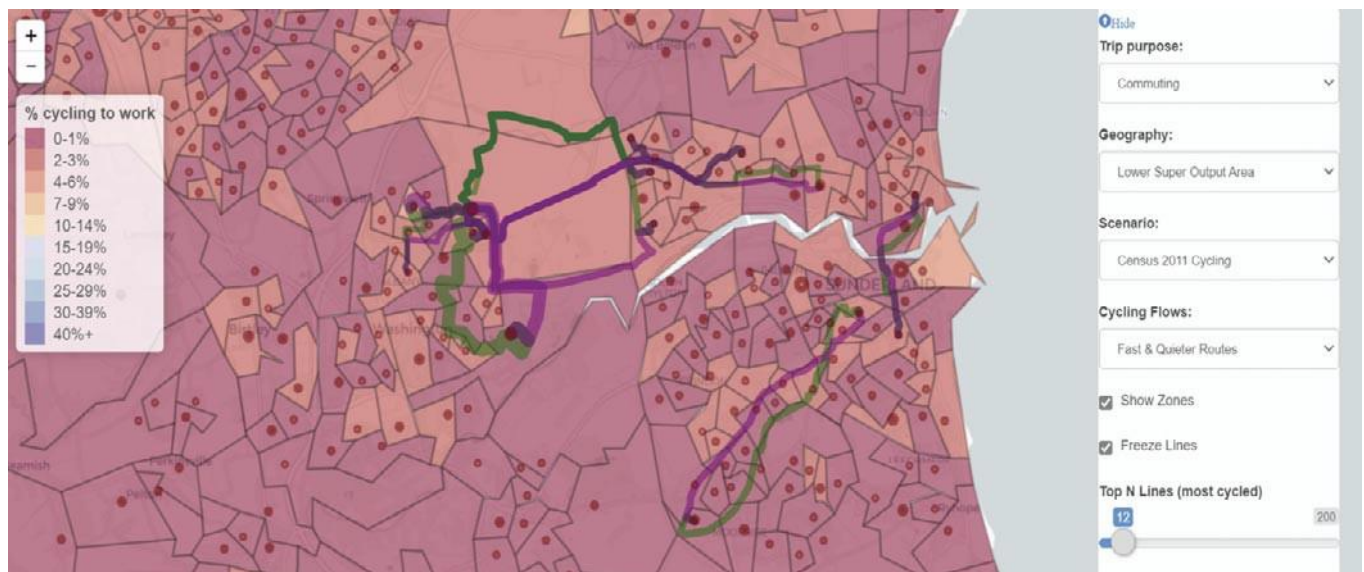 +
−
% cycling to work
0-1%
2-3%
4-6%
7-9%
10-14%
15-19%
20-24%
25-29%
30-39%
40%+
SUNDERLAND
Hide
Trip purpose:
Commuting
Geography:
Lower Super Output Area
Scenario:
Census 2011 Cycling
Cycling Flows:
Fast & Quieter Routes
Show Zones
Freeze Lines
Top N Lines (most cycled)
12
200